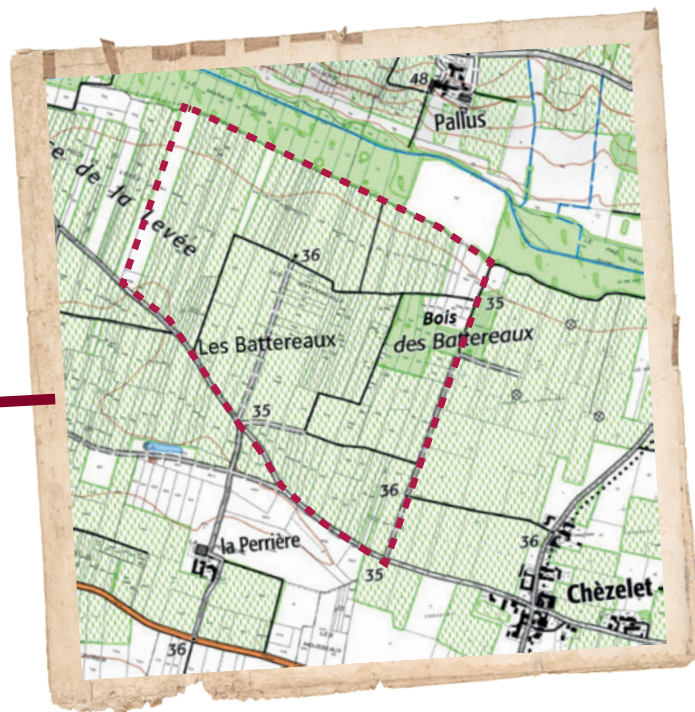 48
Pallus
de la Levée
36
35
Bois
Les Battereaux
des Battereaux
35
36
la Perrière
36
35
Chèzelet
36